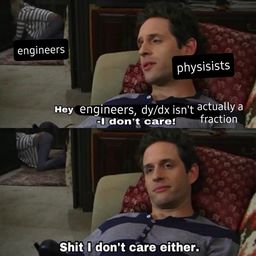 engineers
physisists
Hey engineers, dy/dx isn't actually a fraction
-I don't care!
Shit I don't care either.